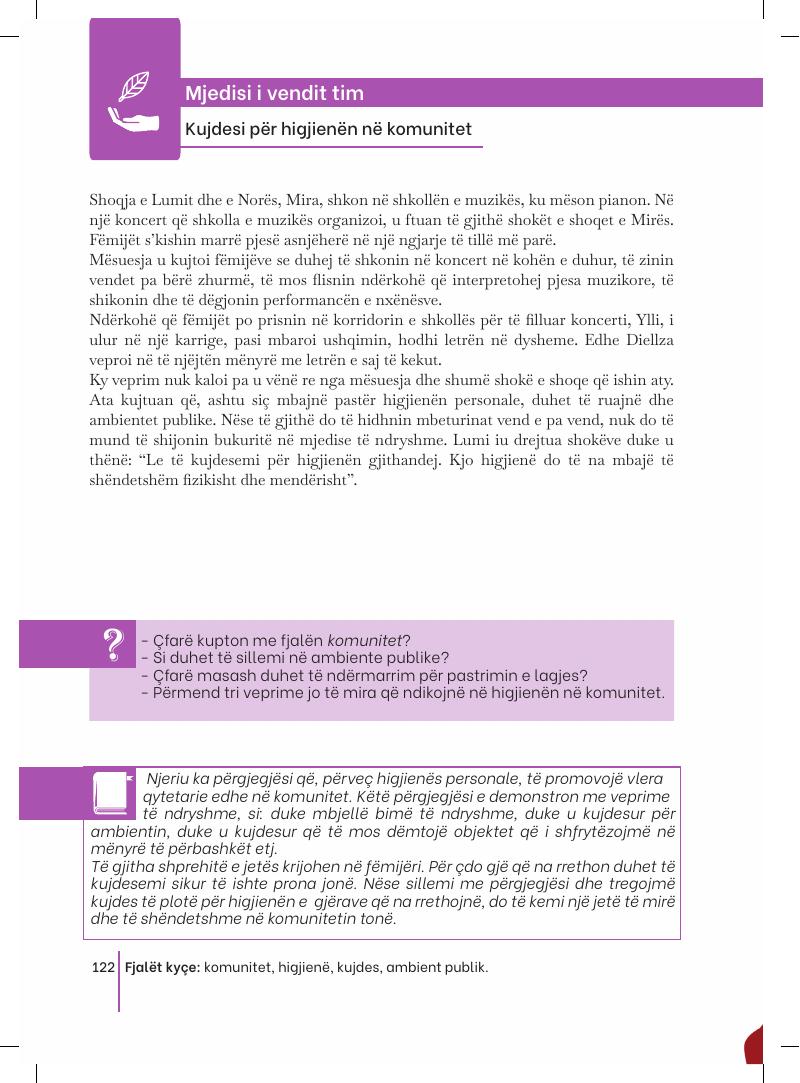 Mjedisi i vendit tim
Kujdesi për higjienën në komunitet
Shoqja e Lumit dhe e Norës, Mira, shkon në shkollën e muzikës, ku mëson pianon. Në
një koncert që shkolla e muzikës organizoi, u ftuan të gjithë shokët e shoqet e Mirës.
Fëmijët s’kishin marrë pjesë asnjëherë në një ngjarje të tillë më parë.
Mësuesja u kujtoi fëmijëve se duhej të shkonin në koncert në kohën e duhur, të zinin
vendet pa bërë zhurmë, të mos flisnin ndërkohë që interpretohej pjesa muzikore, të
shikonin dhe të dëgjonin performancën e nxënësve.
Ndërkohë që fëmijët po prisnin në korridorin e shkollës për të filluar koncerti, Ylli, i
ulur në një karrige, pasi mbaroi ushqimin, hodhi letrën në dysheme. Edhe Diellza
veproi në të njëjtën mënyrë me letrën e saj të kekut.
Ky veprim nuk kaloi pa u vënë re nga mësuesja dhe shumë shokë e shoqe që ishin aty.
Ata kujtuan që, ashtu siç mbajnë pastër higjienën personale, duhet të ruajnë dhe
ambientet publike. Nëse të gjithë do të hidhnin mbeturinat vend e pa vend, nuk do të
mund të shijonin bukuritë në mjedise të ndryshme. Lumi iu drejtua shokëve duke u
thënë: “Le të kujdesemi për higjienën gjithandej. Kjo higjienë do të na mbajë të
shëndetshëm fizikisht dhe mendërisht”.
?
- Çfarë kupton me fjalën komunitet?
- Si duhet të sillemi në ambiente publike?
- Çfarë masash duhet të ndërmarrim për pastrimin e lagjes?
- Përmend tri veprime jo të mira që ndikojnë në higjienën në komunitet.
Njeriu ka përgjegjësi që, përveç higjienës personale, të promovojë vlera
qytetarie edhe në komunitet. Këtë përgjegjësi e demonstron me veprime
të ndryshme, si: duke mbjellë bimë të ndryshme, duke u kujdesur për
ambientin, duke u kujdesur që të mos dëmtojë objektet që i shfrytëzojmë në
mënyrë të përbashkët etj.
Të gjitha shprehitë e jetës krijohen në fëmijëri. Për çdo gjë që na rrethon duhet të
kujdesemi sikur të ishte prona jonë. Nëse sillemi me përgjegjësi dhe tregojmë
kujdes të plotë për higjienën e gjërave që na rrethojnë, do të kemi një jetë të mirë
dhe të shëndetshme në komunitetin tonë.
122 Fjalët kyçe: komunitet, higjienë, kujdes, ambient publik.